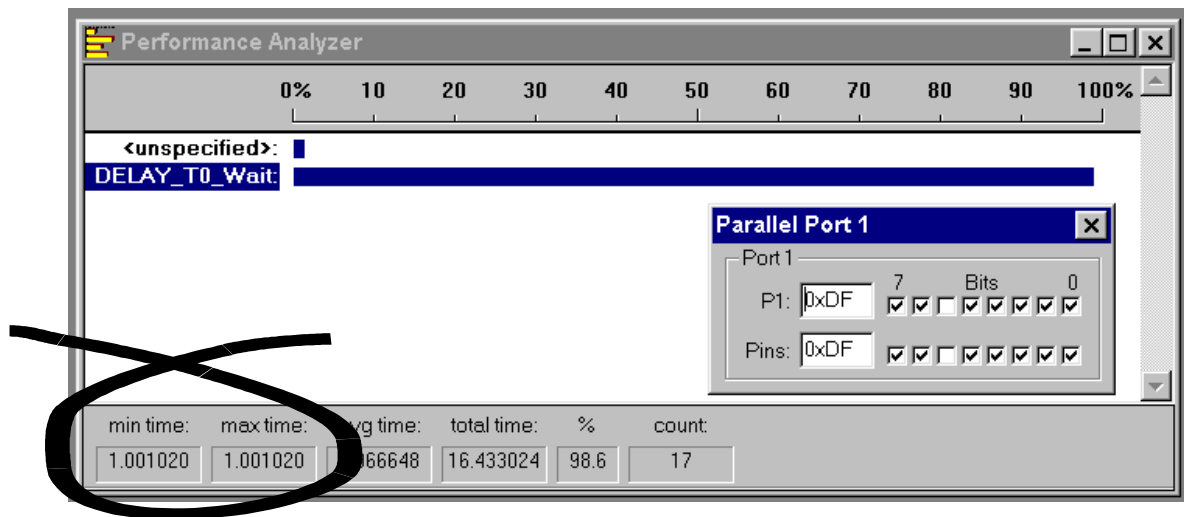 Performance Analyzer
0% 10 20 30 40 50 60 70 80 90 100%
<unspecified>:
DELAY_T0_Wait:
Parallel Port 1
Port 1
7 Bits 0
P1: 0xDF
Pins: 0xDF
min time: max time: time: total time: % count:
1.001020 1.001020 16.433024 98.6 17